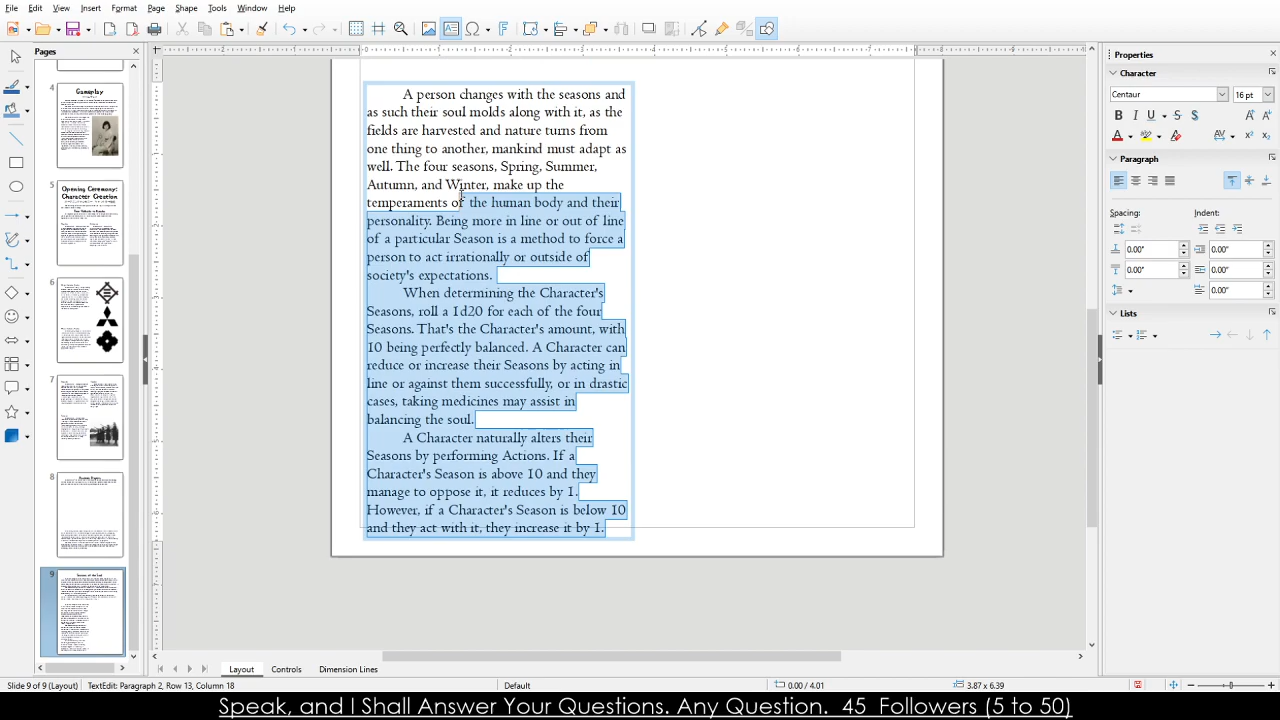 File Edit View Insert Format Page Shape Tools Window Help
Pages
4
Gameplay
5
Opening Ceremony:
Character Creation
6
7
8
9
Seasons of the Soul
A person changes with the seasons and
as such their soul molds along with it, as the
fields are harvested and nature turns from
one thing to another, mankind must adapt as
well. The four seasons, Spring, Summer,
Autumn, and Winter, make up the
temperaments of the human body and their
personality. Being more in line or out of line
of a particular Season is a method to force a
person to act irrationally or outside of
society's expectations.
When determining the Character's
Seasons, roll a 1d20 for each of the four
Seasons. That's the Character's amount, with
10 being perfectly balanced. A Character can
reduce or increase their Seasons by acting in
line or against them successfully, or in drastic
cases, taking medicines may assist in
balancing the soul.
A Character naturally alters their
Seasons by performing Actions. If a
Character's Season is above 10 and they
manage to oppose it, it reduces by 1.
However, if a Character's Season is below 10
and they act with it, they increase it by 1.
Properties
Character
Centaur 16 pt
Paragraph
Spacing: Indent:
0.00" 0.00"
0.00" 0.00"
0.00"
Lists
Layout Controls Dimension Lines
Slide 9 of 9 (Layout) TextEdit: Paragraph 2, Row 13, Column 18 Default 0.00 / 4.01 3.87 x 6.39
Speak, and I Shall Answer Your Questions. Any Question. 45 Followers (5 to 50)